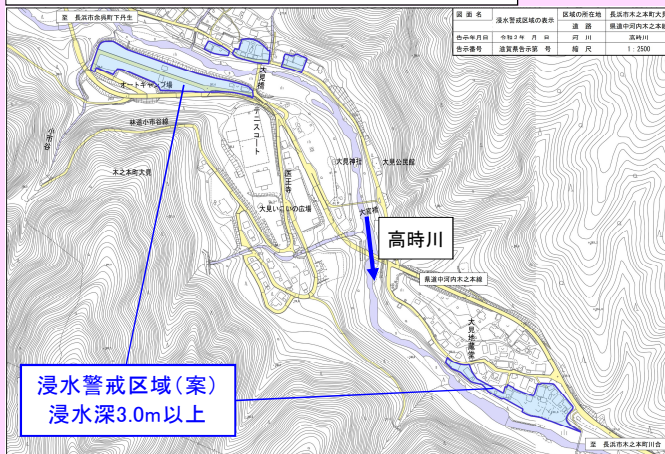 至 長浜市余呉町下丹生
図面名
浸水警戒区域の表示
区域の所在地
長浜市木之本町大見
道路
県道中河内木之本線
告示年月日
令和2年 月 日
河川
高時川
告示番号
滋賀県告示第 号
縮尺
1:2500
オートキャンプ場
大見橋
小市谷
林道小市谷線
テニスコート
木之本町大見
医王寺
大見神社
大見公民館
大見いこいの広場
大宮橋
高時川
県道中河内木之本線
大見地蔵堂
浸水警戒区域(案)
浸水深3.0m以上
至 長浜市木之本町川合